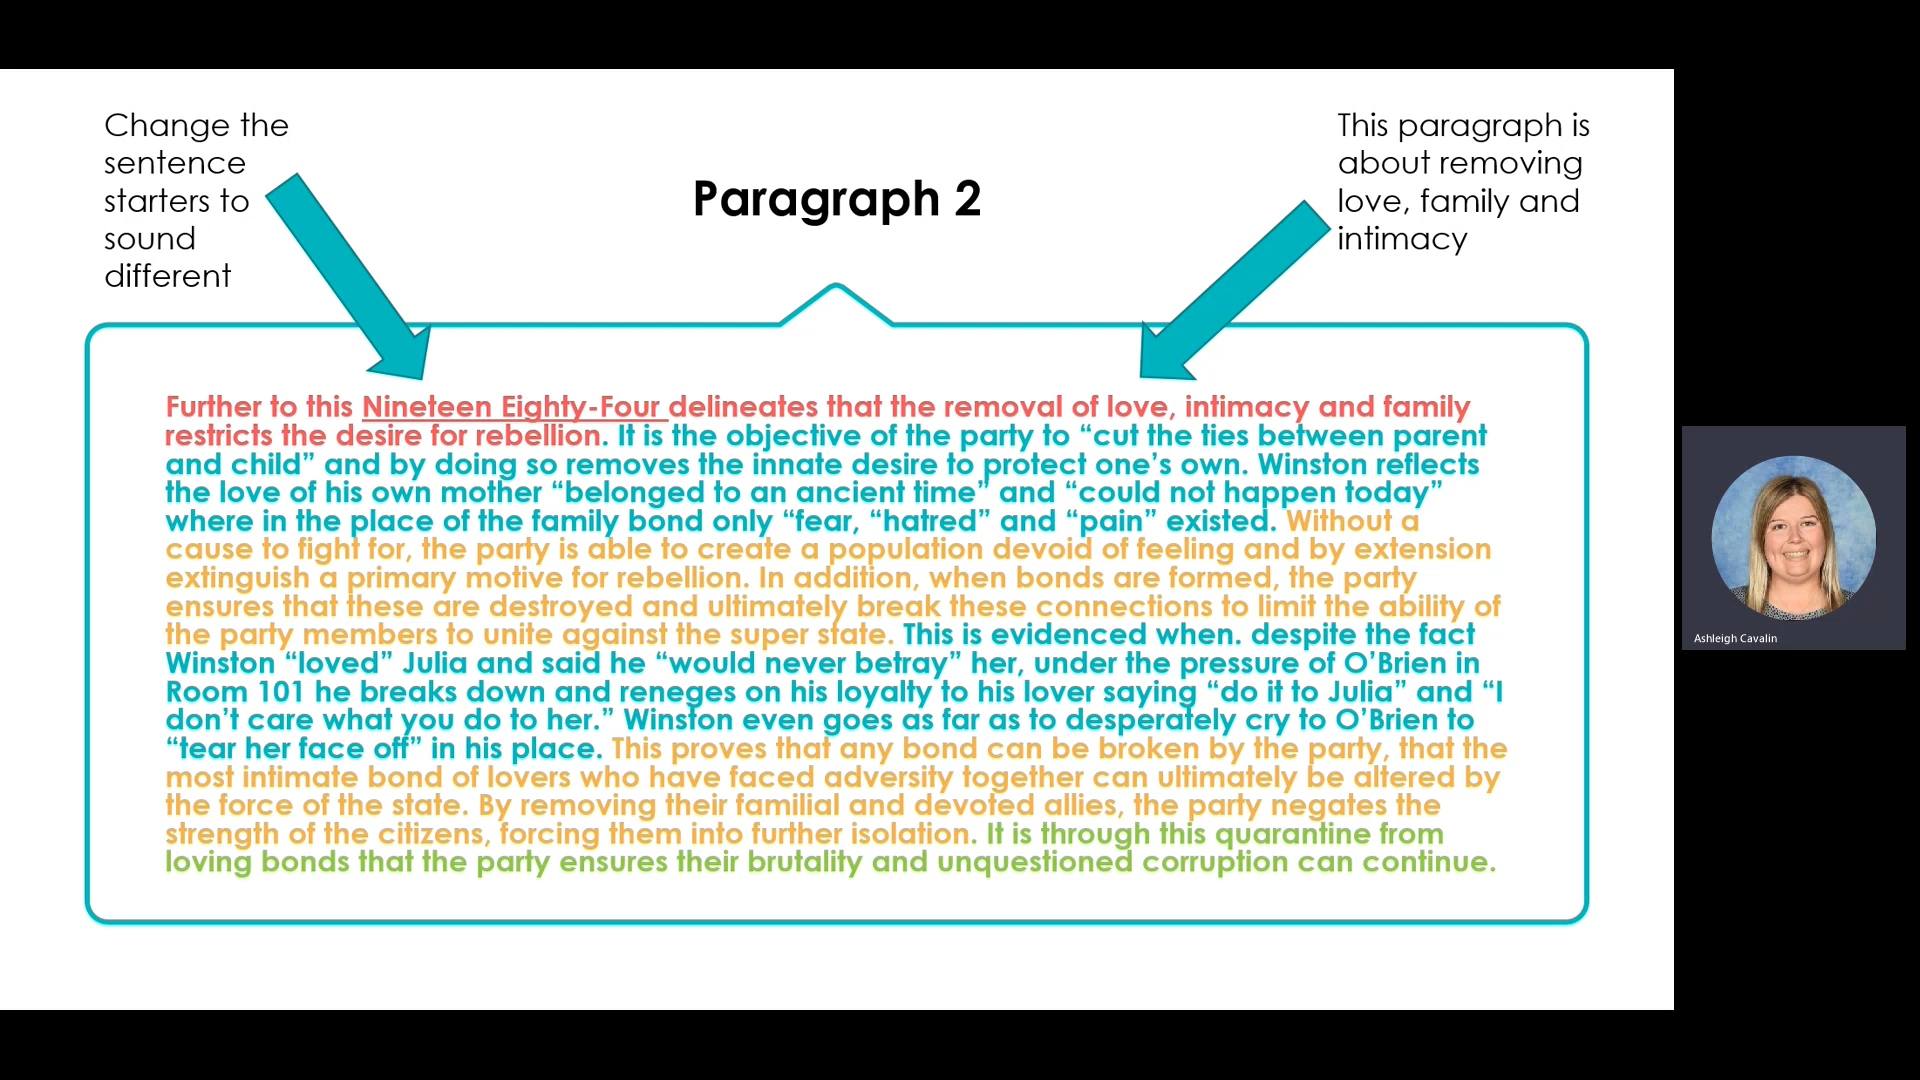 Change the
sentence
starters to
sound
different
This paragraph is
about removing
love, family and
intimacy
Paragraph 2
Further to this Nineteen Eighty-Four delineates that the removal of love, intimacy and family
restricts the desire for rebellion. It is the objective of the party to “cut the ties between parent
and child” and by doing so removes the innate desire to protect one’s own. Winston reflects
the love of his own mother “belonged to an ancient time” and “could not happen today”
where in the place of the family bond only “fear, “hatred” and “pain” existed. Without a
cause to fight for, the party is able to create a population devoid of feeling and by extension
extinguish a primary motive for rebellion. In addition, when bonds are formed, the party
ensures that these are destroyed and ultimately break these connections to limit the ability of
the party members to unite against the super state. This is evidenced when. despite the fact
Winston “loved” Julia and said he “would never betray” her, under the pressure of O’Brien in
Room 101 he breaks down and reneges on his loyalty to his lover saying “do it to Julia” and “I
don’t care what you do to her.” Winston even goes as far as to desperately cry to O’Brien to
“tear her face off” in his place. This proves that any bond can be broken by the party, that the
most intimate bond of lovers who have faced adversity together can ultimately be altered by
the force of the state. By removing their familial and devoted allies, the party negates the
strength of the citizens, forcing them into further isolation. It is through this quarantine from
loving bonds that the party ensures their brutality and unquestioned corruption can continue.
Ashleigh Cavalin